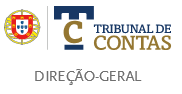 TRIBUNAL DE
CONTAS
DIREÇÃO-GERAL